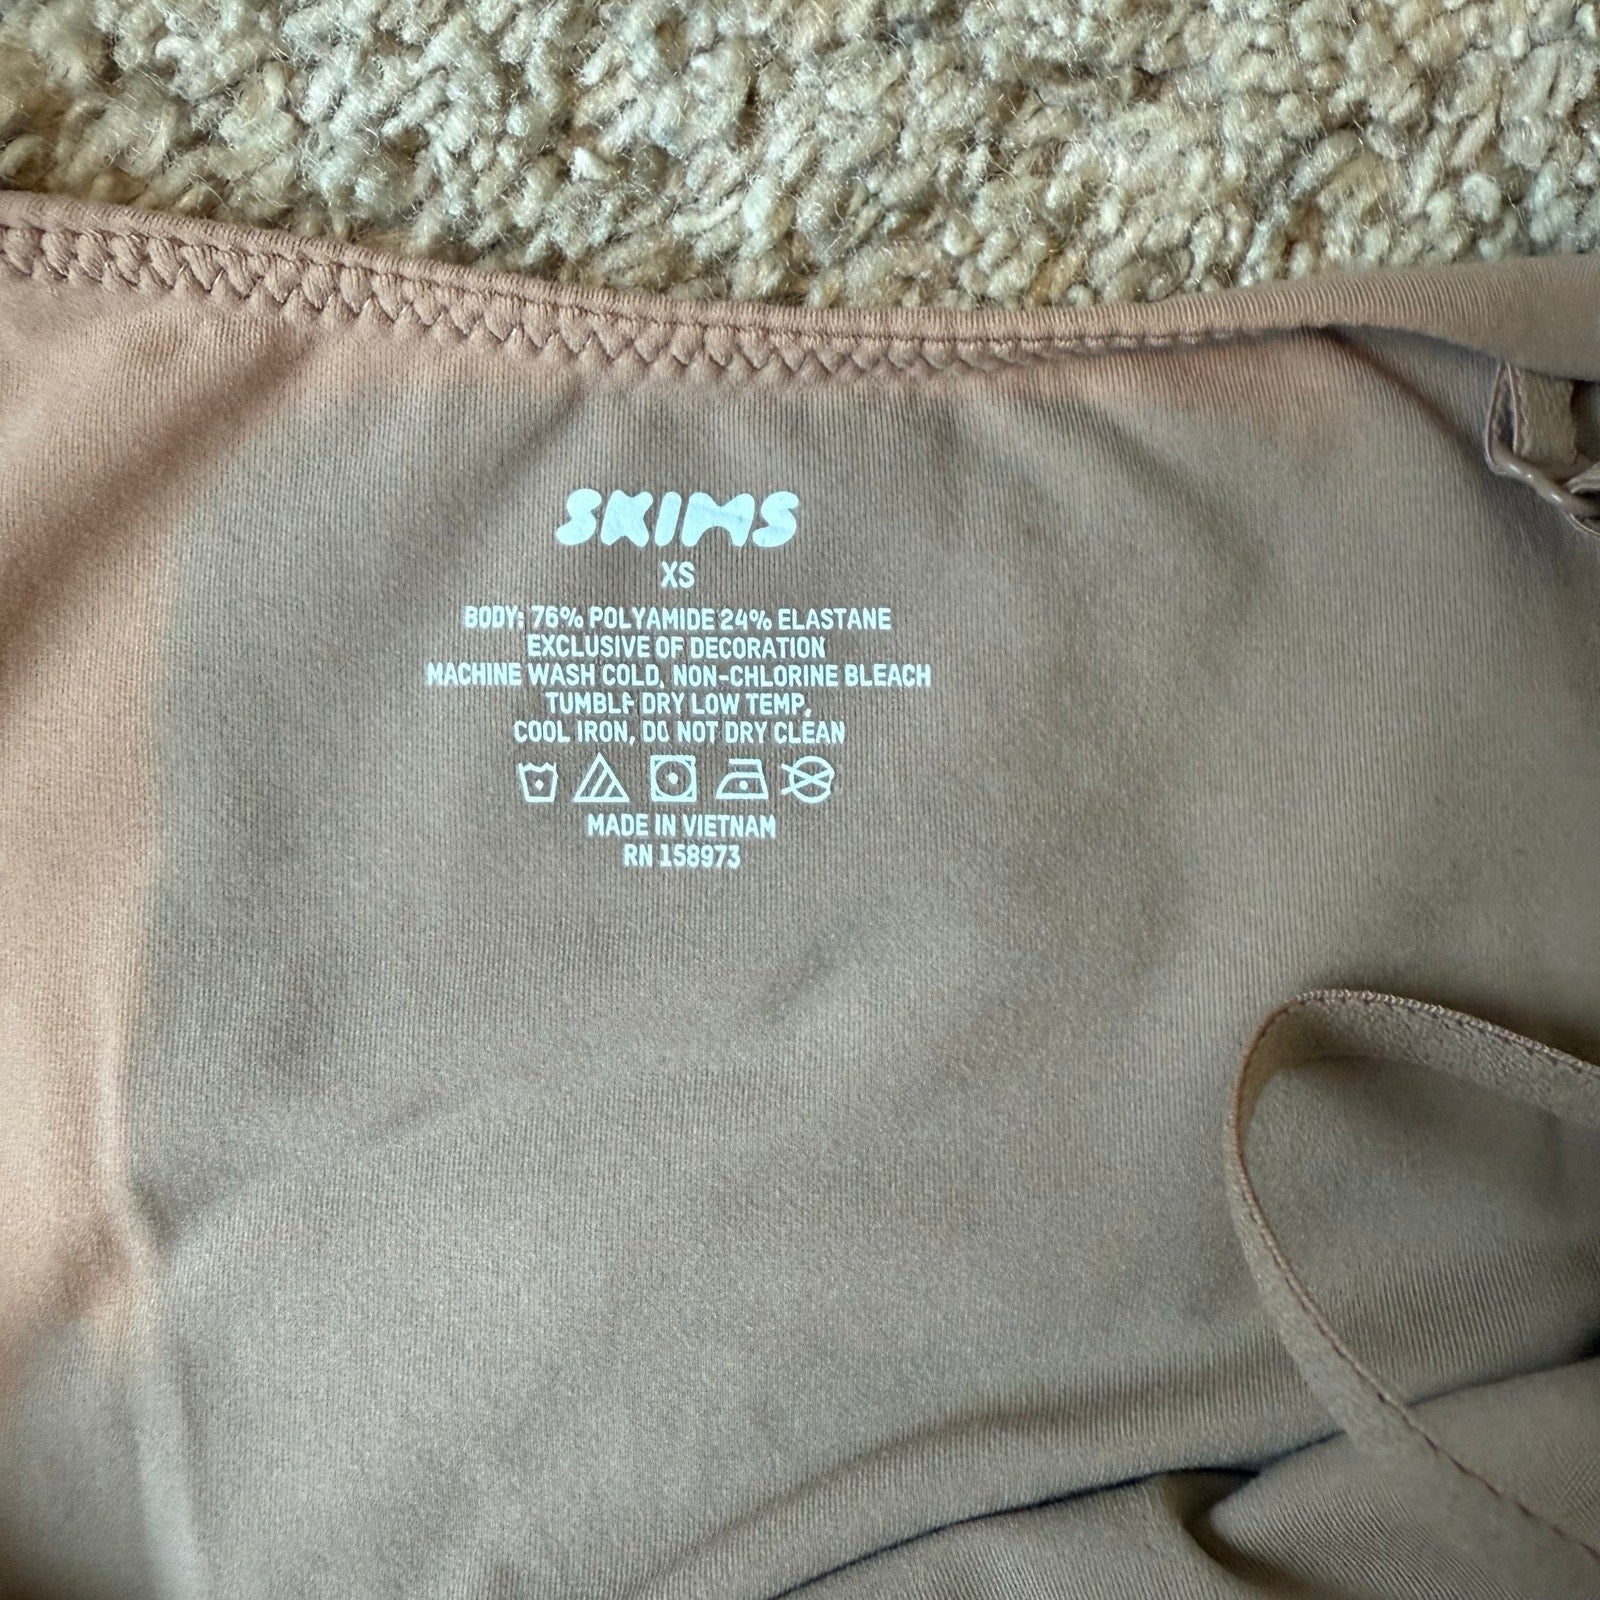 SKIMS
XS
BODY: 76% POLYAMIDE 24% ELASTANE
EXCLUSIVE OF DECORATION
MACHINE WASH COLD, NON-CHLORINE BLEACH
TUMBLE DRY LOW TEMP,
COOL IRON, DO NOT DRY CLEAN
MADE IN VIETNAM
RN 158973